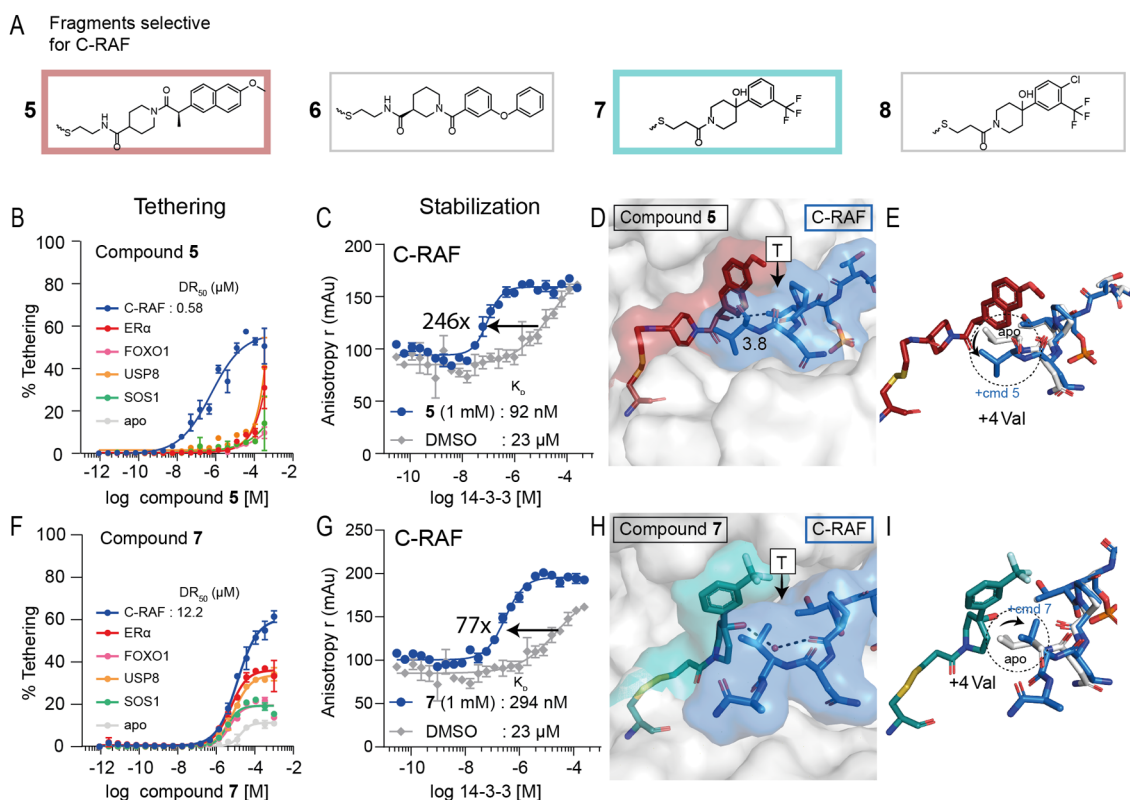 A
Fragments selective
for C-RAF
5
6
7
8
S
N
H
O
N
O
O
S
N
H
O
N
O
O
S
O
N
OH
F
F
F
S
O
N
OH
Cl
F
F
F
Tethering
Stabilization
B
Compound 5
% Tethering
100
80
60
40
20
0
DR50 (µM)
C-RAF : 0.58
ERα
FOXO1
USP8
SOS1
apo
-12 -10 -8 -6 -4 -2
log compound 5 [M]
C
C-RAF
Anisotropy r (mAu)
200
150
100
50
0
246x
KD
5 (1 mM) : 92 nM
DMSO : 23 µM
-10 -8 -6 -4
log 14-3-3 [M]
D
Compound 5
C-RAF
T
3.8
E
apo
+cmd 5
+4 Val
F
Compound 7
% Tethering
100
80
60
40
20
0
DR50 (µM)
C-RAF : 12.2
ERα
FOXO1
USP8
SOS1
apo
-12 -10 -8 -6 -4 -2
log compound 7 [M]
G
C-RAF
Anisotropy r (mAu)
250
200
150
100
50
0
77x
KD
7 (1 mM) : 294 nM
DMSO : 23 µM
-10 -8 -6 -4
log 14-3-3 [M]
H
Compound 7
C-RAF
T
I
+cmd 7
apo
+4 Val